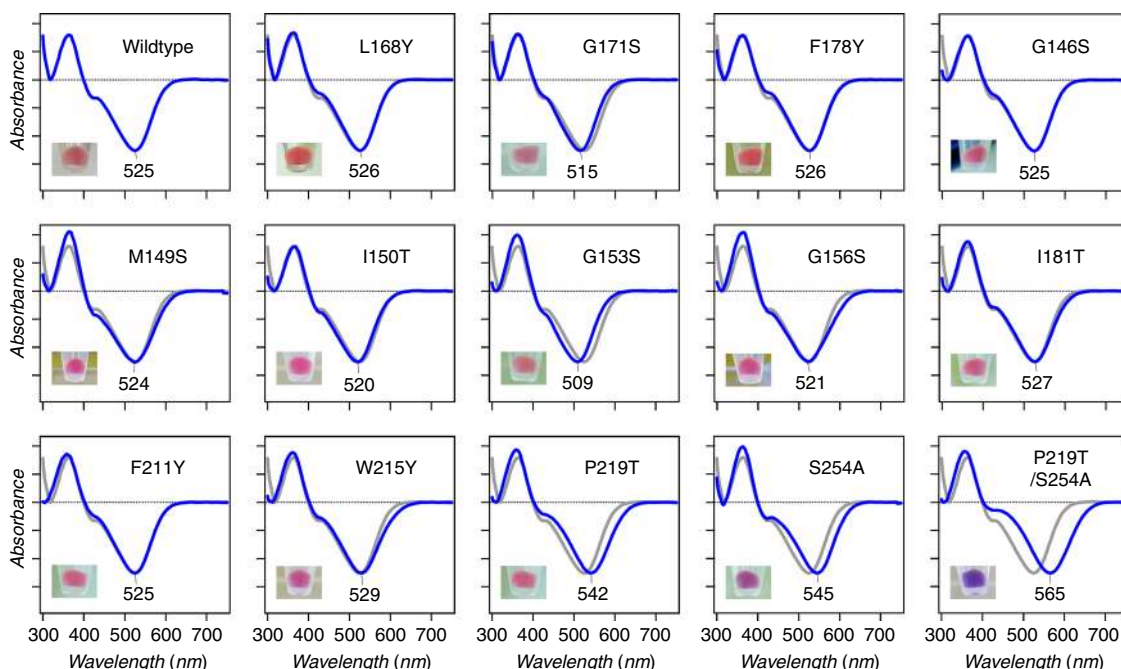 Absorbance
Wildtype
525
L168Y
526
G171S
515
F178Y
526
G146S
525
Absorbance
M149S
524
I150T
520
G153S
509
G156S
521
I181T
527
Absorbance
F211Y
525
W215Y
529
P219T
542
S254A
545
P219T
/S254A
565
300 400 500 600 700
300 400 500 600 700
300 400 500 600 700
300 400 500 600 700
300 400 500 600 700
Wavelength (nm)
Wavelength (nm)
Wavelength (nm)
Wavelength (nm)
Wavelength (nm)